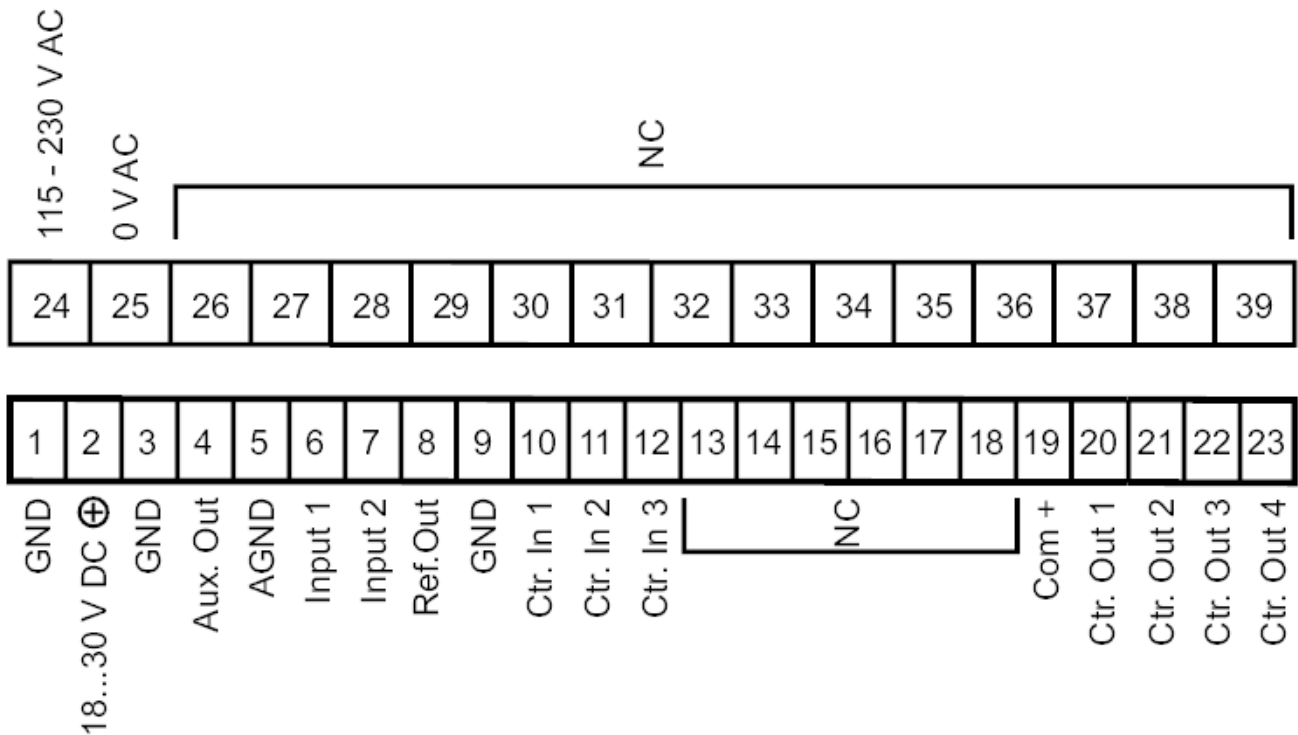 115 - 230 V AC
0 V AC
NC
24 25 26 27 28 29 30 31 32 33 34 35 36 37 38 39
1 2 3 4 5 6 7 8 9 10 11 12 13 14 15 16 17 18 19 20 21 22 23
GND
18...30 V DC ⊕
GND
Aux. Out
AGND
Input 1
Input 2
Ref.Out
GND
Ctr. In 1
Ctr. In 2
Ctr. In 3
NC
Com +
Ctr. Out 1
Ctr. Out 2
Ctr. Out 3
Ctr. Out 4